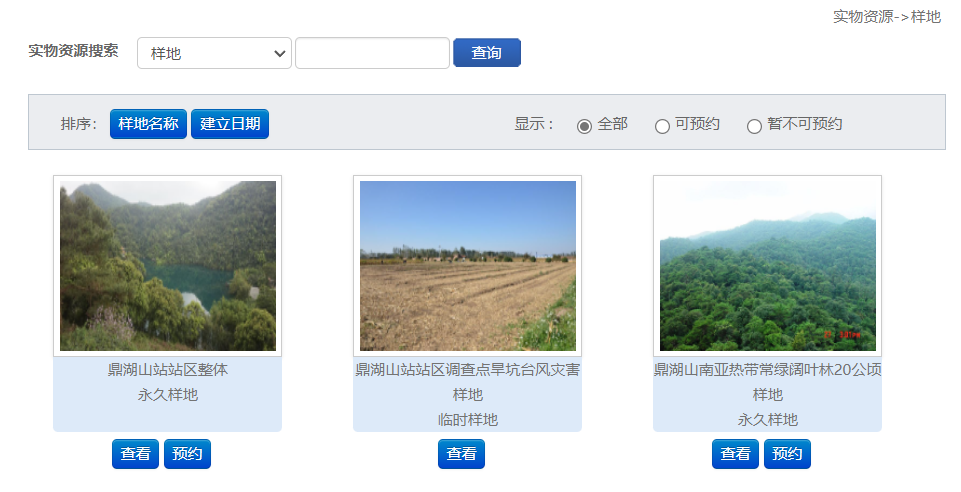 实物资源->样地
实物资源搜索 样地 查询
排序： 样地名称 建立日期 显示： 全部 可预约 暂不可预约
鼎湖山站站区整体
永久样地
查看 预约
鼎湖山站站区调查点旱坑台风灾害
样地
临时样地
查看
鼎湖山南亚热带常绿阔叶林20公顷
样地
永久样地
查看 预约